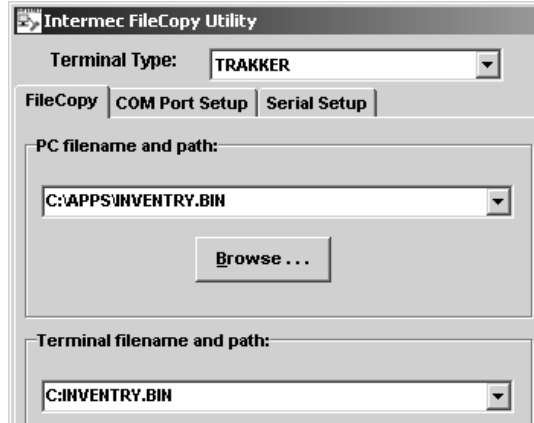 Intermec FileCopy Utility
Terminal Type: TRAKKER
FileCopy COM Port Setup Serial Setup
PC filename and path:
C:\APPS\INVENTRY.BIN
Browse . . .
Terminal filename and path:
C:INVENTRY.BIN